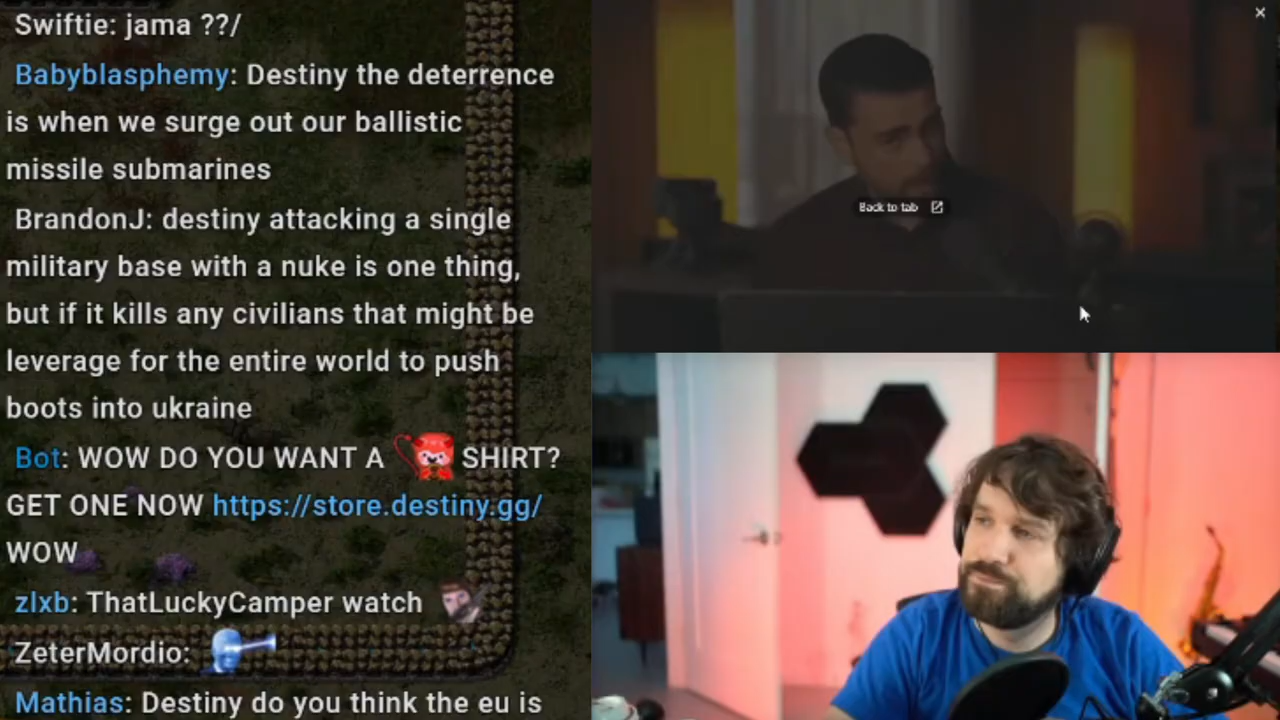 Swiftie: jama ??/
Babyblasphemy: Destiny the deterrence
is when we surge out our ballistic
missile submarines
BrandonJ: destiny attacking a single
military base with a nuke is one thing,
but if it kills any civilians that might be
leverage for the entire world to push
boots into ukraine
Bot: WOW DO YOU WANT A SHIRT?
GET ONE NOW https://store.destiny.gg/
WOW
zlxb: ThatLuckyCamper watch
ZeterMordio:
Mathias: Destiny do you think the eu is
Back to tab